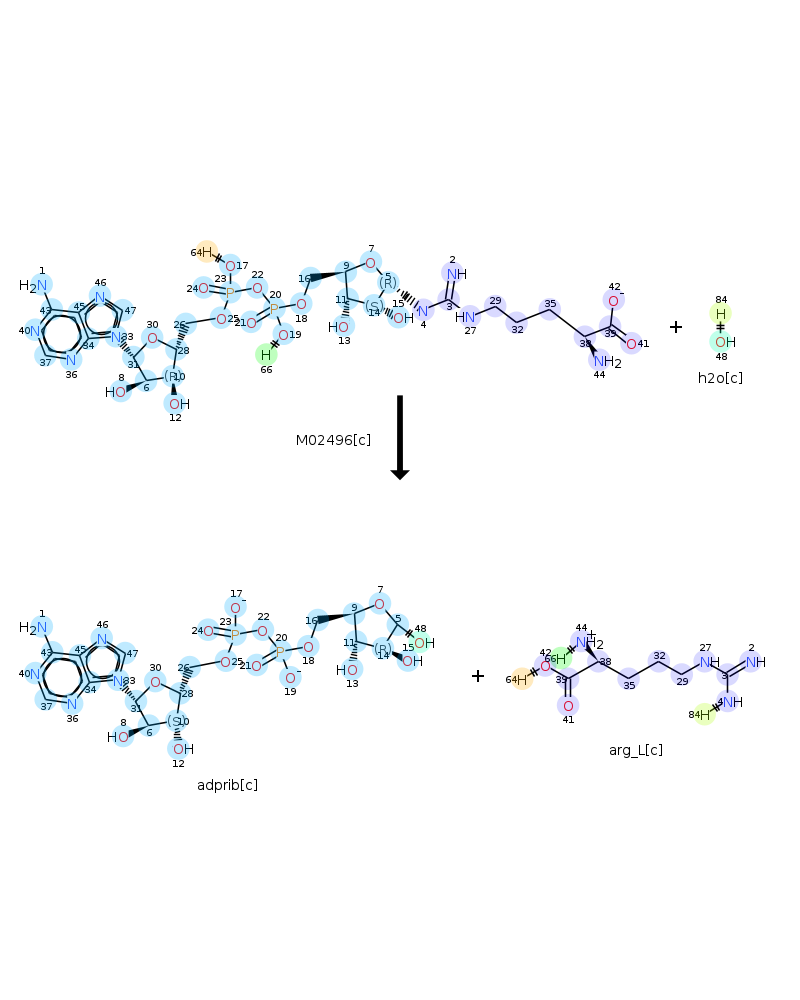 64 H
17 O
2 NH
1 H2N
46 N
24 O
23 P
22 O
16
9
7 O
5 (R)
43
45
47
26
25 O
21 O
20 P
18 O
11
14 (S)
15 OH
4 N
3
HN 27
29
35
42 O-
84 H
40 N
34
33 N
30 O
28
19 O
13 HO
32
38
39
41 O
+
OH 48
37
36 N
31
66 H
44 NH2
8 HO
6
(R) 10
h2o[c]
12 OH
M02496[c]
17 O-
7 O
1 H2N
46 N
24 O
23 P
22 O
16
9
5
48 OH
44 NH2+
43
45
47
26
25 O
21 O
20 P
18 O
11
(R) 14
15 OH
42 O
66 H
38
32
27 NH
2 NH
40 N
34
33 N
30 O
28
19 O-
13 HO
+
64 H
39
35
29
3
37
36 N
31
41 O
84 H
4 NH
8 HO
6
(S) 10
12 OH
arg_L[c]
adprib[c]